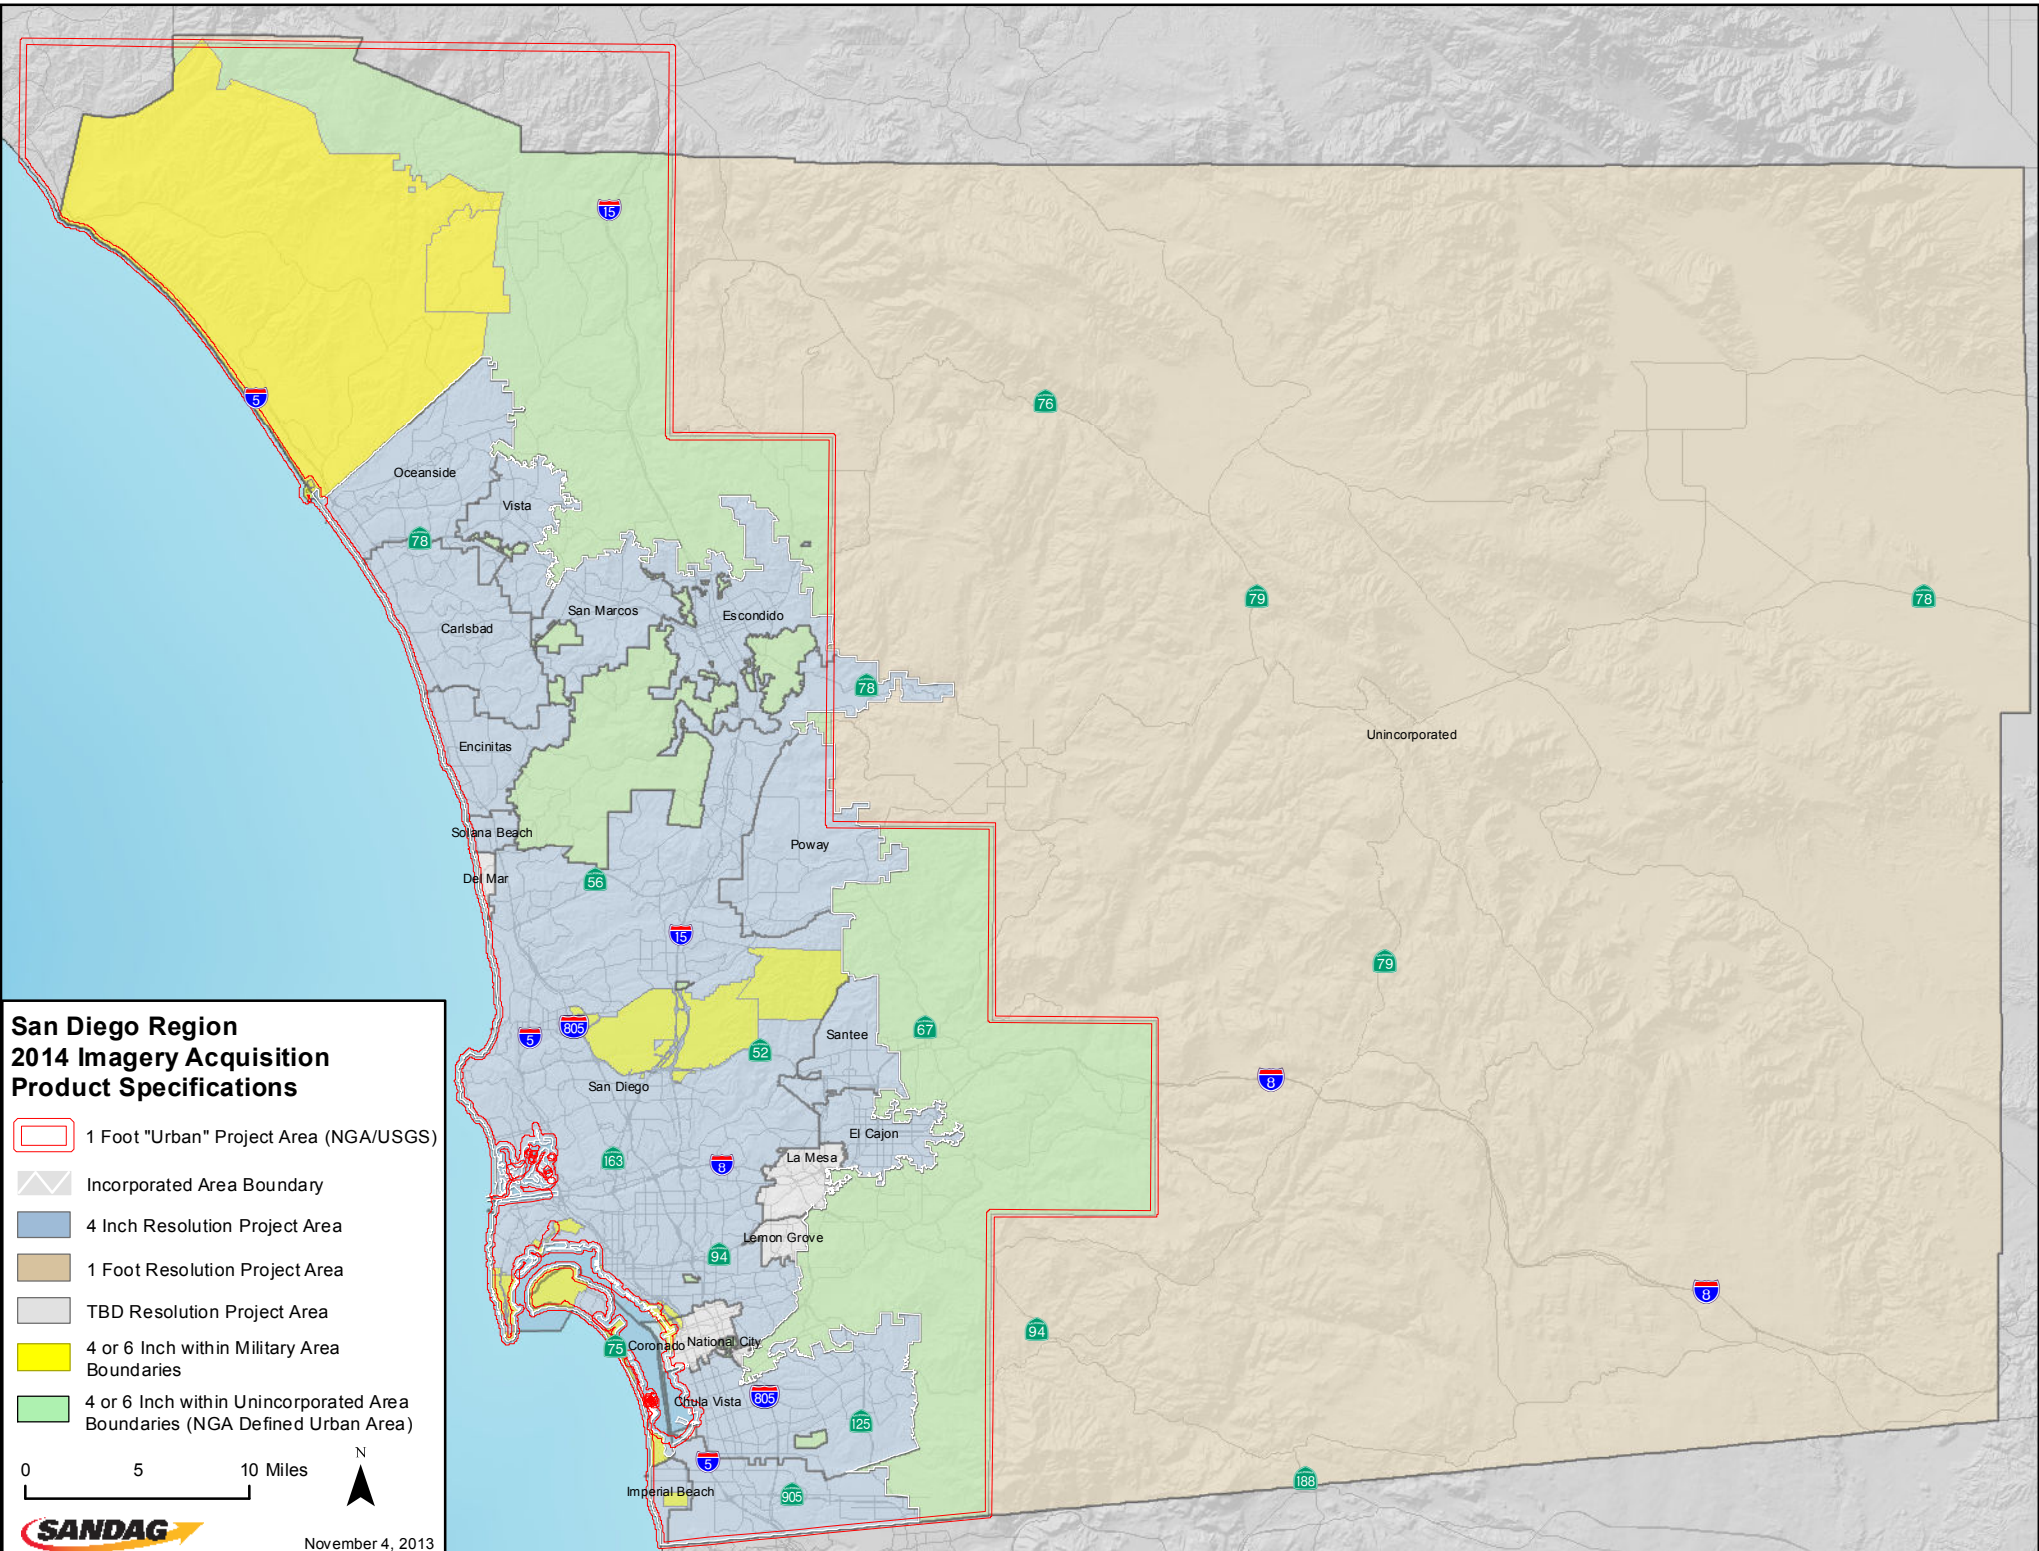 15
5
76
Oceanside
Vista
78
79
78
San Marcos
Escondido
Carlsbad
78
Unincorporated
Encinitas
Solana Beach
Poway
Del Mar
56
15
79
805
5
67
Santee
52
8
San Diego
El Cajon
La Mesa
163
8
Lemon Grove
94
8
94
75
Coronado
National City
Chula Vista
805
125
5
188
Imperial Beach
905
San Diego Region
2014 Imagery Acquisition
Product Specifications
1 Foot "Urban" Project Area (NGA/USGS)
Incorporated Area Boundary
4 Inch Resolution Project Area
1 Foot Resolution Project Area
TBD Resolution Project Area
4 or 6 Inch within Military Area
Boundaries
4 or 6 Inch within Unincorporated Area
Boundaries (NGA Defined Urban Area)
N
0 5 10 Miles
SANDAG
November 4, 2013